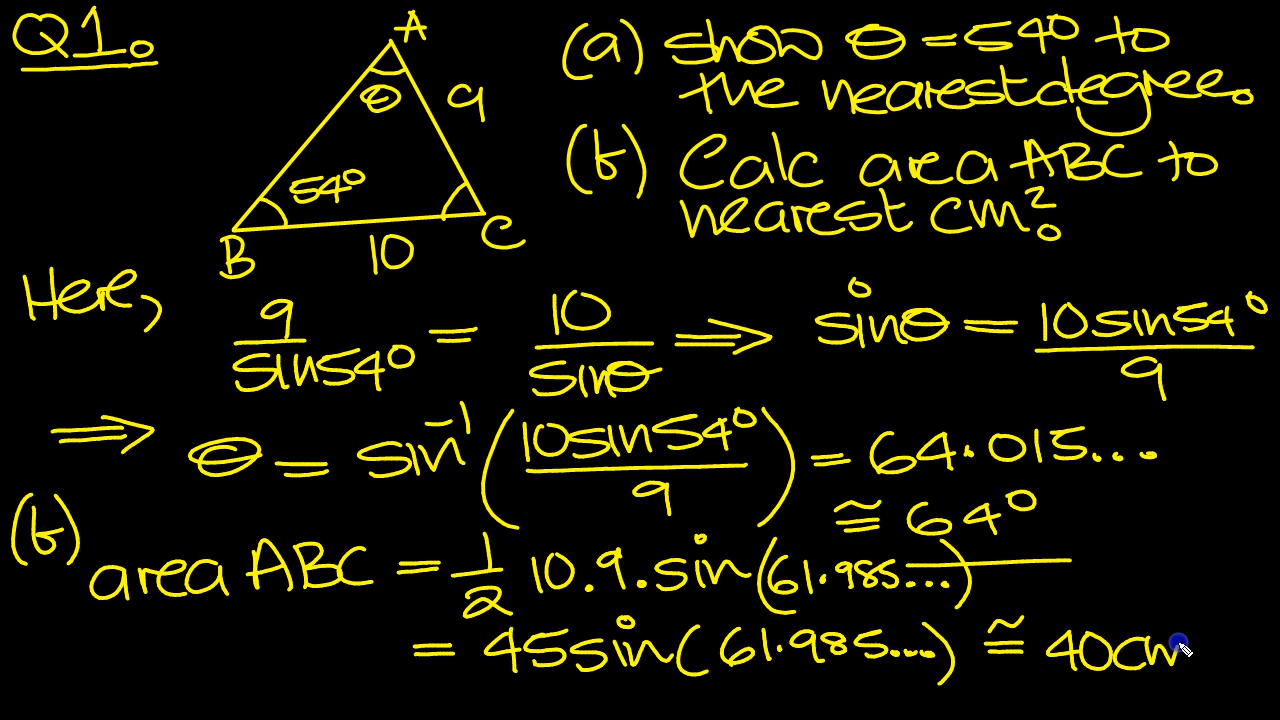 Q1.
A
θ
9
54°
B
10
C
(a) show θ = 54° to
the nearest degree.
(b) Calc area ABC to
nearest cm².
Here,
9/sin54° = 10/sinθ ⟹ sinθ = 10sin54°/9
⟹ θ = sin⁻¹(10sin54°/9) = 64.015...
≅ 64°
(b)
area ABC = 1/2 10.9.sin(61.985...)
= 45sin(61.985...) ≅ 40cm